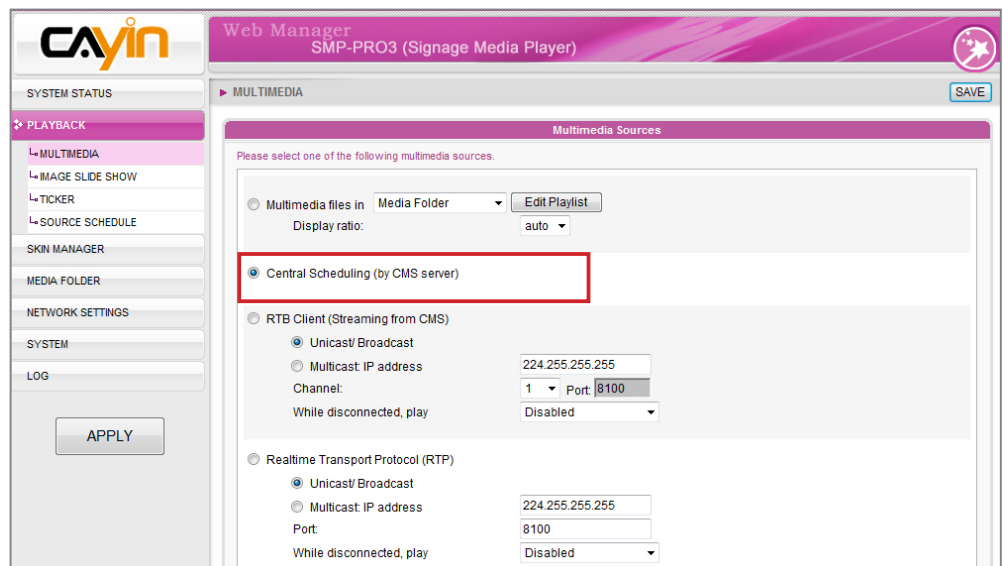 CAYIN
Web Manager
SMP-PRO3 (Signage Media Player)
SYSTEM STATUS
PLAYBACK
MULTIMEDIA
IMAGE SLIDE SHOW
TICKER
SOURCE SCHEDULE
SKIN MANAGER
MEDIA FOLDER
NETWORK SETTINGS
SYSTEM
LOG
APPLY
MULTIMEDIA SAVE
Multimedia Sources
Please select one of the following multimedia sources.
Multimedia files in Media Folder Edit Playlist
Display ratio: auto
Central Scheduling (by CMS server)
RTB Client (Streaming from CMS)
Unicast/ Broadcast
Multicast: IP address 224.255.255.255
Channel: 1 Port: 8100
While disconnected, play Disabled
Realtime Transport Protocol (RTP)
Unicast/ Broadcast
Multicast: IP address 224.255.255.255
Port: 8100
While disconnected, play Disabled